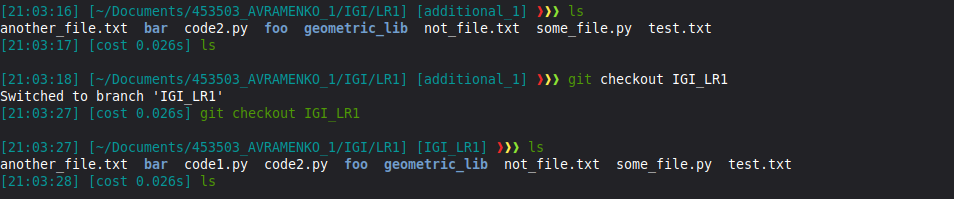 [21:03:16] [~/Documents/453503_AVRAMENKO_1/IGI/LR1] [additional_1] ❯❯❯ ls
another_file.txt bar code2.py foo geometric_lib not_file.txt some_file.py test.txt
[21:03:17] [cost 0.026s] ls
[21:03:18] [~/Documents/453503_AVRAMENKO_1/IGI/LR1] [additional_1] ❯❯❯ git checkout IGI_LR1
Switched to branch 'IGI_LR1'
[21:03:27] [cost 0.026s] git checkout IGI_LR1
[21:03:27] [~/Documents/453503_AVRAMENKO_1/IGI/LR1] [IGI_LR1] ❯❯❯ ls
another_file.txt bar code1.py code2.py foo geometric_lib not_file.txt some_file.py test.txt
[21:03:28] [cost 0.026s] ls